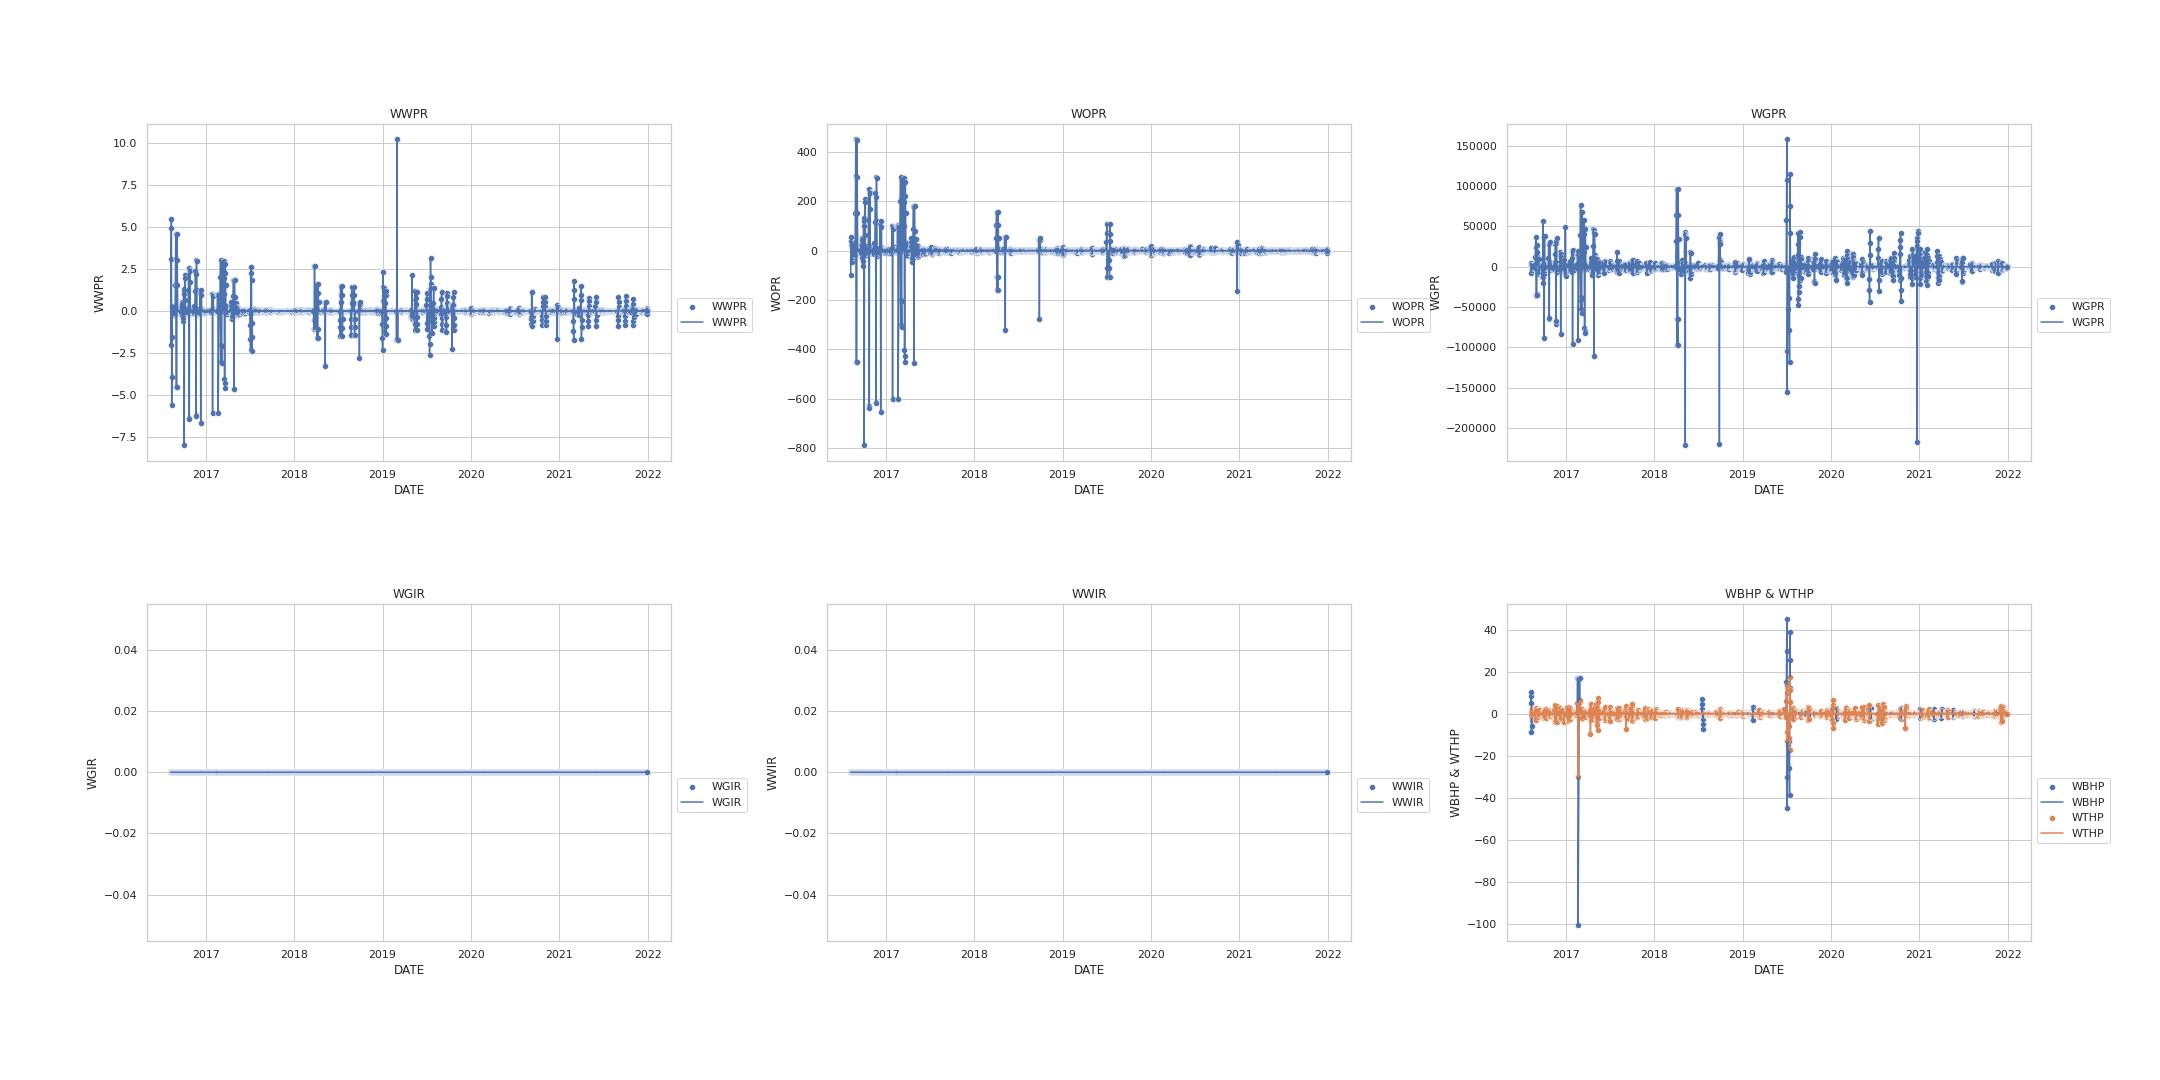 WWPR
WWPR
10.0
7.5
5.0
2.5
0.0
−2.5
−5.0
−7.5
2017 2018 2019 2020 2021 2022
DATE
WWPR
WWPR
WOPR
WOPR
400
200
0
−200
−400
−600
−800
2017 2018 2019 2020 2021 2022
DATE
WOPR
WOPR
WGPR
WGPR
150000
100000
50000
0
−50000
−100000
−150000
−200000
2017 2018 2019 2020 2021 2022
DATE
WGPR
WGPR
WGIR
WGIR
0.04
0.02
0.00
−0.02
−0.04
2017 2018 2019 2020 2021 2022
DATE
WGIR
WGIR
WWIR
WWIR
0.04
0.02
0.00
−0.02
−0.04
2017 2018 2019 2020 2021 2022
DATE
WWIR
WWIR
WBHP & WTHP
WBHP & WTHP
40
20
0
−20
−40
−60
−80
−100
2017 2018 2019 2020 2021 2022
DATE
WBHP
WBHP
WTHP
WTHP